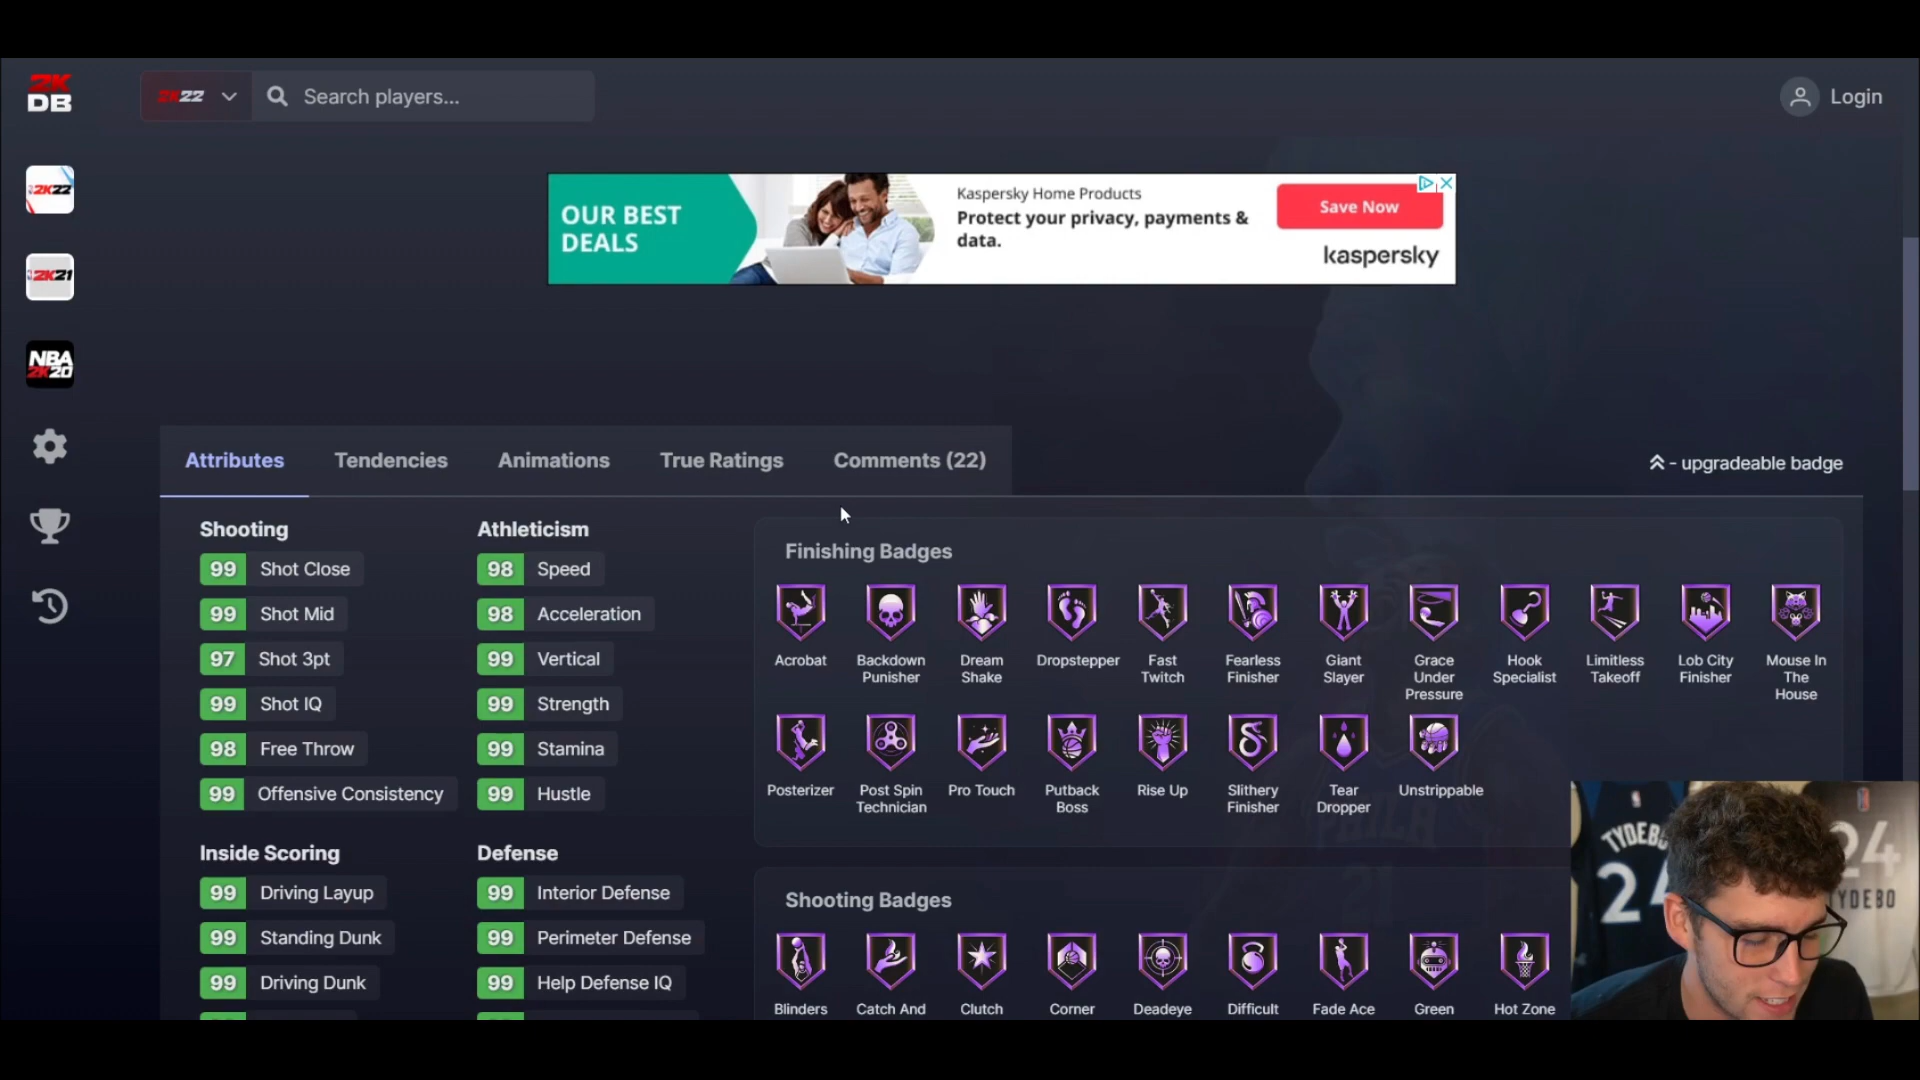 2K
DB
2K22
Search players...
Login
2K22
2K21
NBA
2K20
OUR BEST
DEALS
Kaspersky Home Products
Protect your privacy, payments &
data.
Save Now
kaspersky
Attributes
Tendencies
Animations
True Ratings
Comments (22)
- upgradeable badge
Shooting
99 Shot Close
99 Shot Mid
97 Shot 3pt
99 Shot IQ
98 Free Throw
99 Offensive Consistency
Athleticism
98 Speed
98 Acceleration
99 Vertical
99 Strength
99 Stamina
99 Hustle
Inside Scoring
99 Driving Layup
99 Standing Dunk
99 Driving Dunk
Defense
99 Interior Defense
99 Perimeter Defense
99 Help Defense IQ
Finishing Badges
Acrobat
Backdown
Punisher
Dream
Shake
Dropstepper
Fast
Twitch
Fearless
Finisher
Giant
Slayer
Grace
Under
Pressure
Hook
Specialist
Limitless
Takeoff
Lob City
Finisher
Mouse In
The
House
Posterizer
Post Spin
Technician
Pro Touch
Putback
Boss
Rise Up
Slithery
Finisher
Tear
Dropper
Unstrippable
Shooting Badges
Blinders
Catch And
Clutch
Corner
Deadeye
Difficult
Fade Ace
Green
Hot Zone
PHILA
21
TYDEBO
24
24
TYDEBO